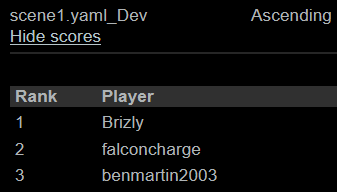 scene1.yaml_Dev Ascending
Hide scores
Rank Player
1 Brizly
2 falconcharge
3 benmartin2003